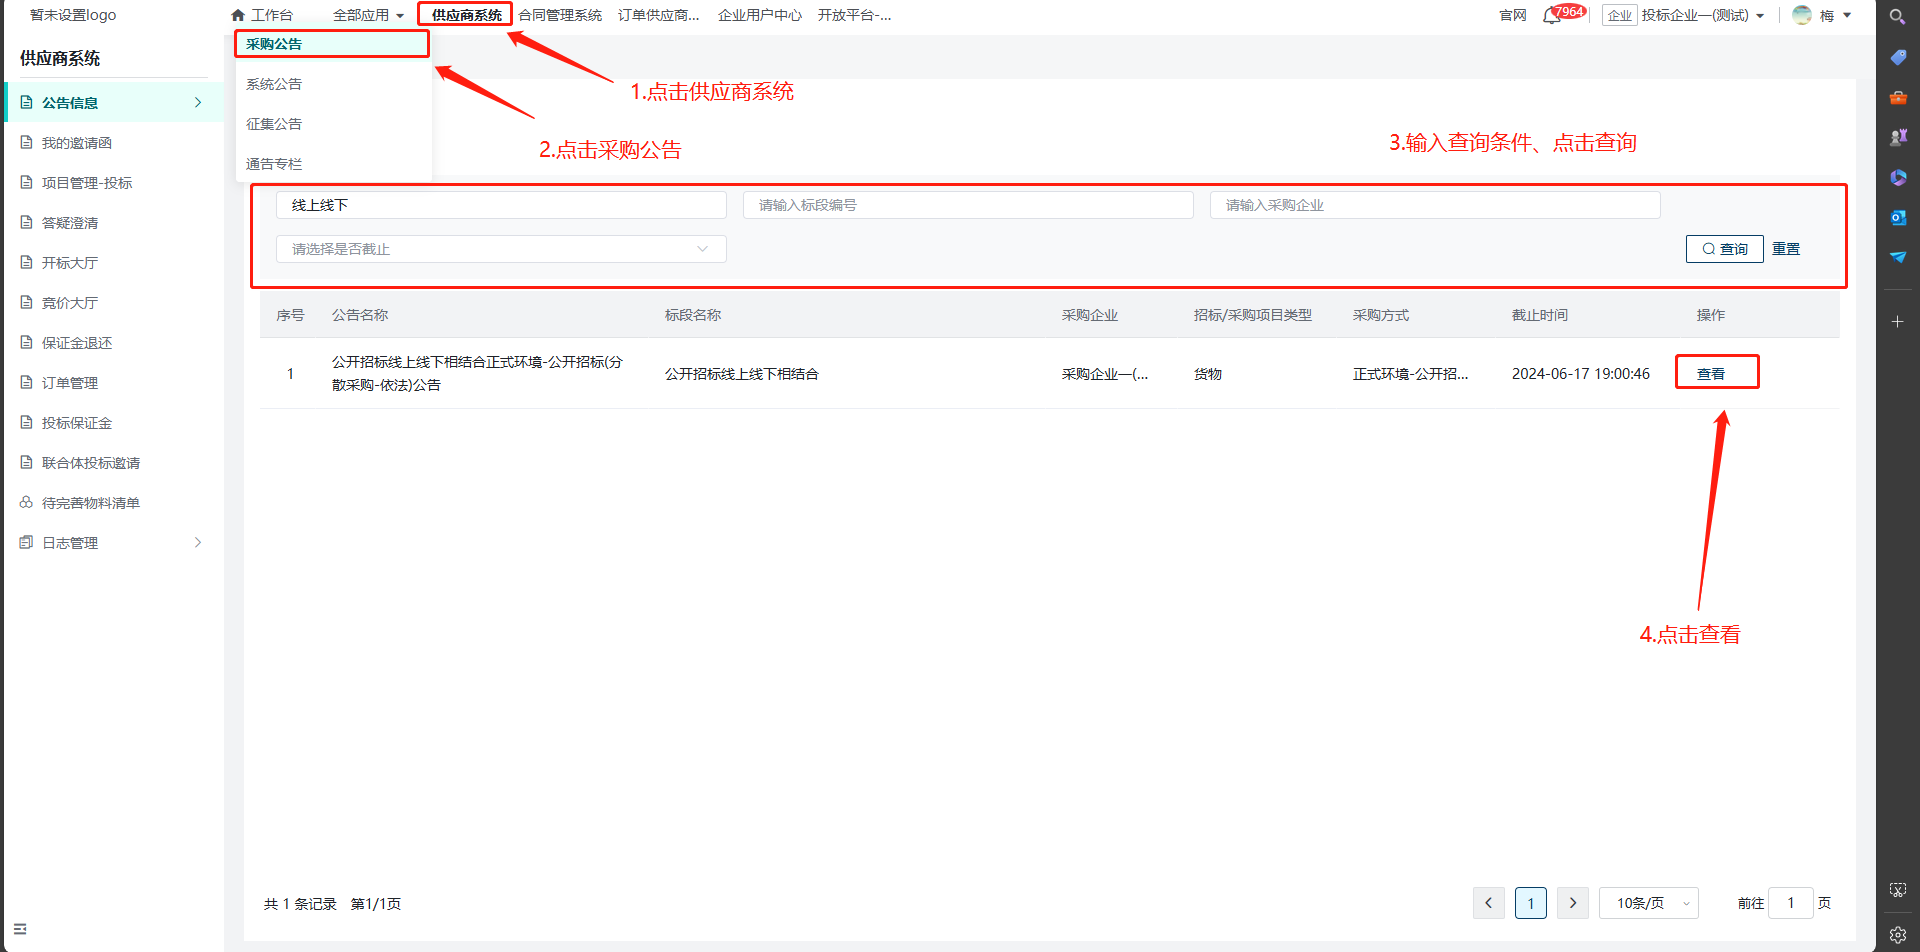 暂未设置logo
工作台 全部应用 供应商系统 合同管理系统 订单供应商... 企业用户中心 开放平台-...
官网 7964 企业 投标企业一(测试) 梅
供应商系统
公告信息
我的邀请函
项目管理-投标
答疑澄清
开标大厅
竞价大厅
保证金退还
订单管理
投标保证金
联合体投标邀请
待完善物料清单
日志管理
采购公告
系统公告
征集公告
通告专栏
1.点击供应商系统
2.点击采购公告
3.输入查询条件、点击查询
线上线下 请输入标段编号 请输入采购企业
请选择是否截止 查询 重置
序号 公告名称 标段名称 采购企业 招标/采购项目类型 采购方式 截止时间 操作
1 公开招标线上线下相结合正式环境-公开招标(分
散采购-依法)公告 公开招标线上线下相结合 采购企业一(... 货物 正式环境-公开招... 2024-06-17 19:00:46 查看
4.点击查看
共 1 条记录 第1/1页
1 10条/页 前往 1 页